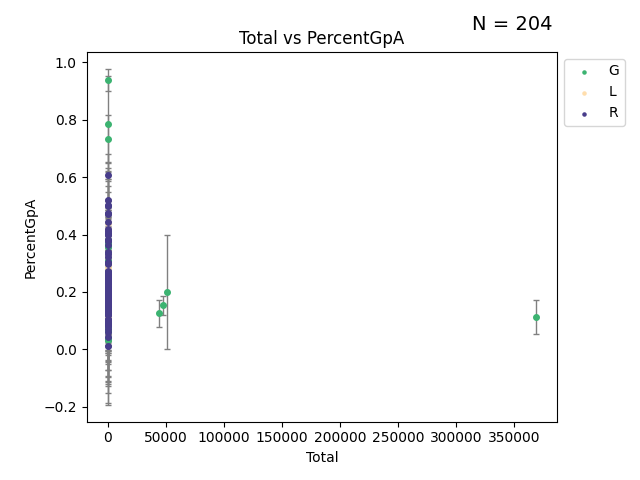 N = 204
Total vs PercentGpA
1.0
0.8
0.6
0.4
0.2
0.0
−0.2
PercentGpA
0 50000 100000 150000 200000 250000 300000 350000
Total
G
L
R